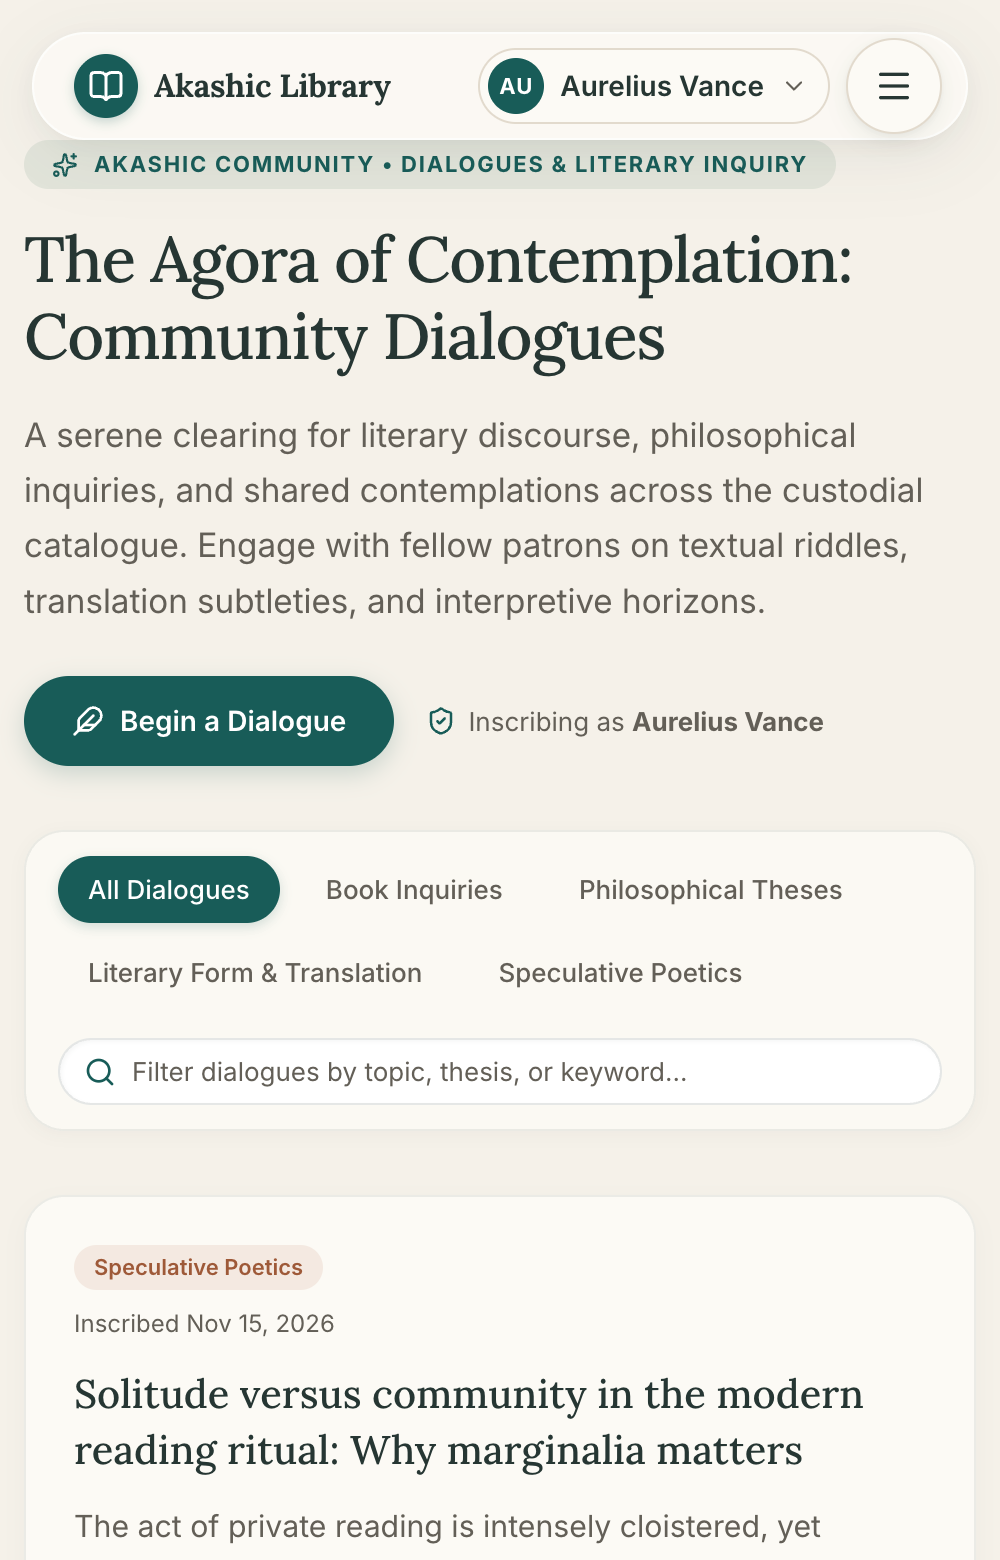 Akashic Library
AU Aurelius Vance
AKASHIC COMMUNITY • DIALOGUES & LITERARY INQUIRY
The Agora of Contemplation:
Community Dialogues
A serene clearing for literary discourse, philosophical
inquiries, and shared contemplations across the custodial
catalogue. Engage with fellow patrons on textual riddles,
translation subtleties, and interpretive horizons.
Begin a Dialogue
Inscribing as Aurelius Vance
All Dialogues
Book Inquiries
Philosophical Theses
Literary Form & Translation
Speculative Poetics
Filter dialogues by topic, thesis, or keyword...
Speculative Poetics
Inscribed Nov 15, 2026
Solitude versus community in the modern
reading ritual: Why marginalia matters
The act of private reading is intensely cloistered, yet